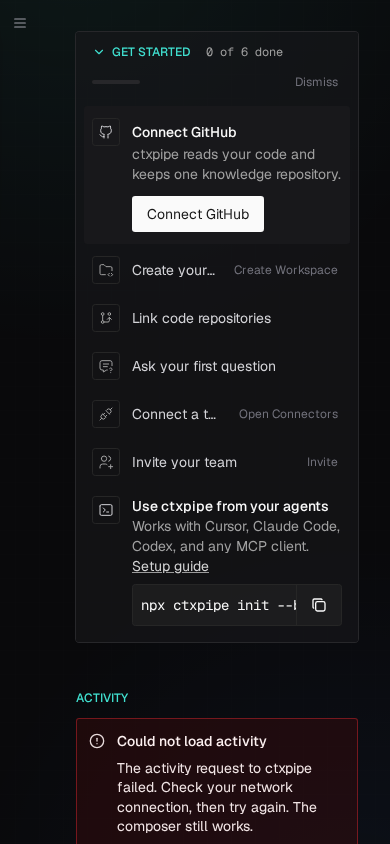 GET STARTED 0 of 6 done
Dismiss
Connect GitHub
ctxpipe reads your code and
keeps one knowledge repository.
Connect GitHub
Create your... Create Workspace
Link code repositories
Ask your first question
Connect a t... Open Connectors
Invite your team Invite
Use ctxpipe from your agents
Works with Cursor, Claude Code,
Codex, and any MCP client.
Setup guide
npx ctxpipe init --
ACTIVITY
Could not load activity
The activity request to ctxpipe
failed. Check your network
connection, then try again. The
composer still works.